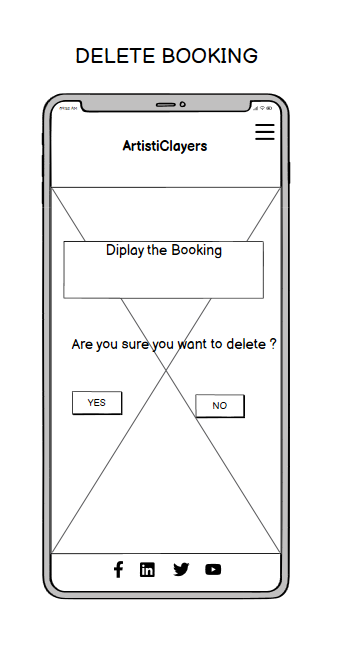 DELETE BOOKING
ArtistiClayers
Diplay the Booking
Are you sure you want to delete ?
YES
NO